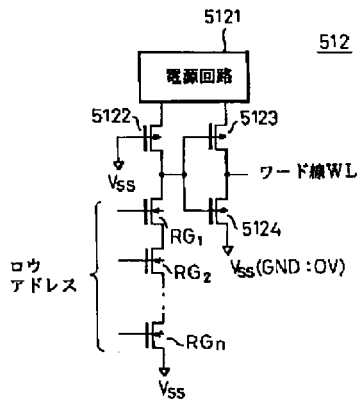 5121
512
電源回路
5122
5123
ワード線WL
VSS
5124
RG1
VSS(GND:0V)
ロウ
アドレス
RG2
RGn
VSS